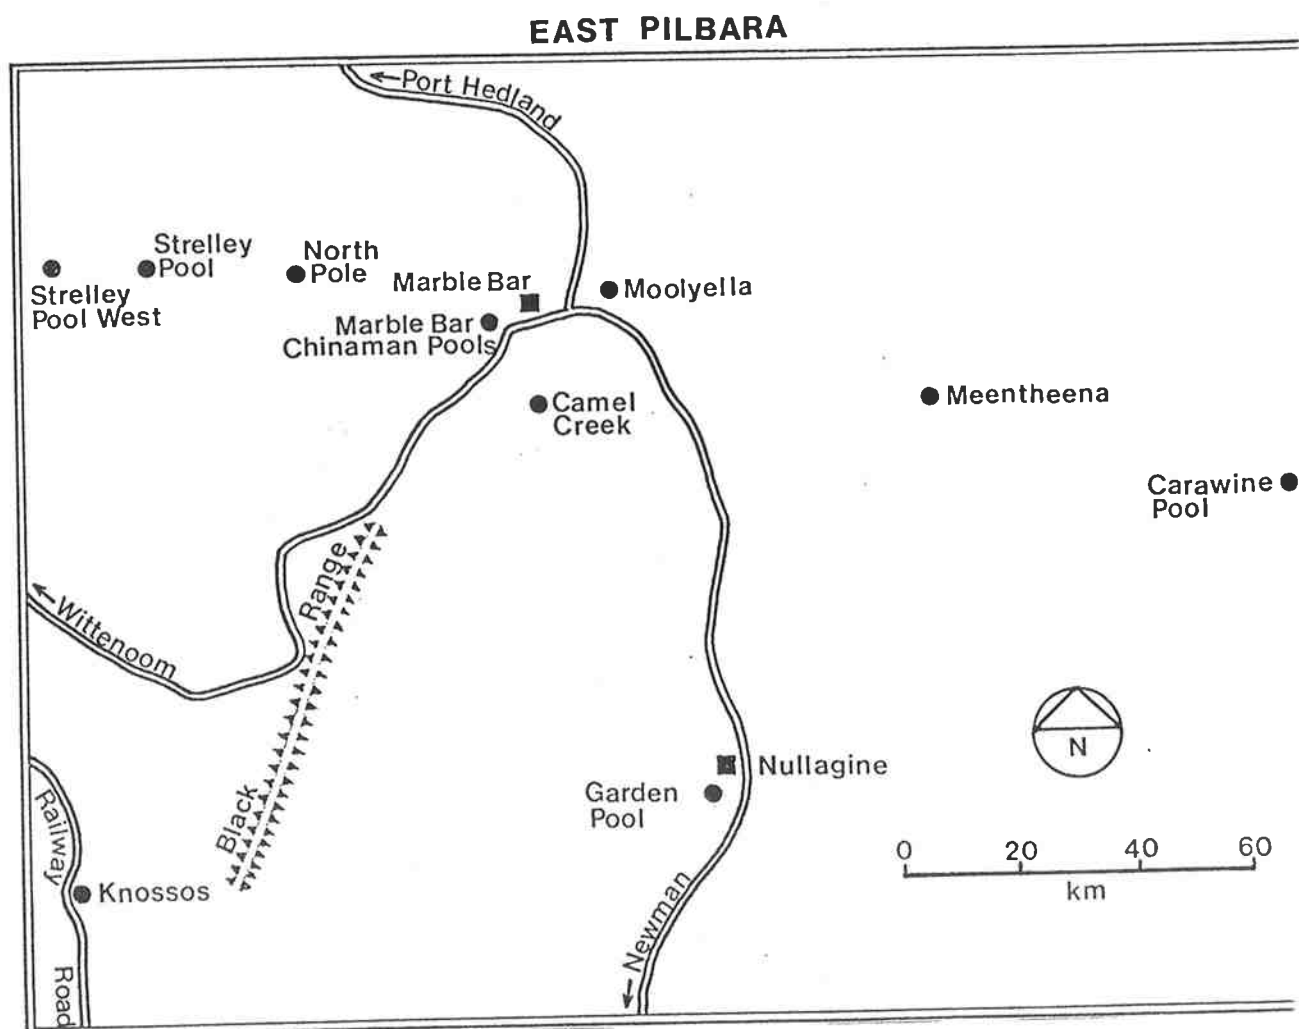 EAST PILBARA
←Port Hedland
Strelley
Pool
North
Pole
Marble Bar
Moolyella
Strelley
Pool West
Marble Bar
Chinaman Pools
Camel
Creek
Meentheena
Carawine
Pool
Range
←Wittenoom
N
Nullagine
Garden
Pool
Black
Railway
0 20 40 60
km
Knossos
←Newman
Road